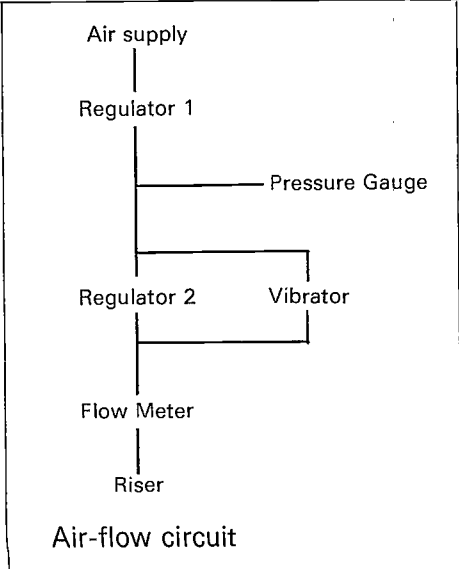 Air supply
Regulator 1
Pressure Gauge
Regulator 2 Vibrator
Flow Meter
Riser
Air-flow circuit